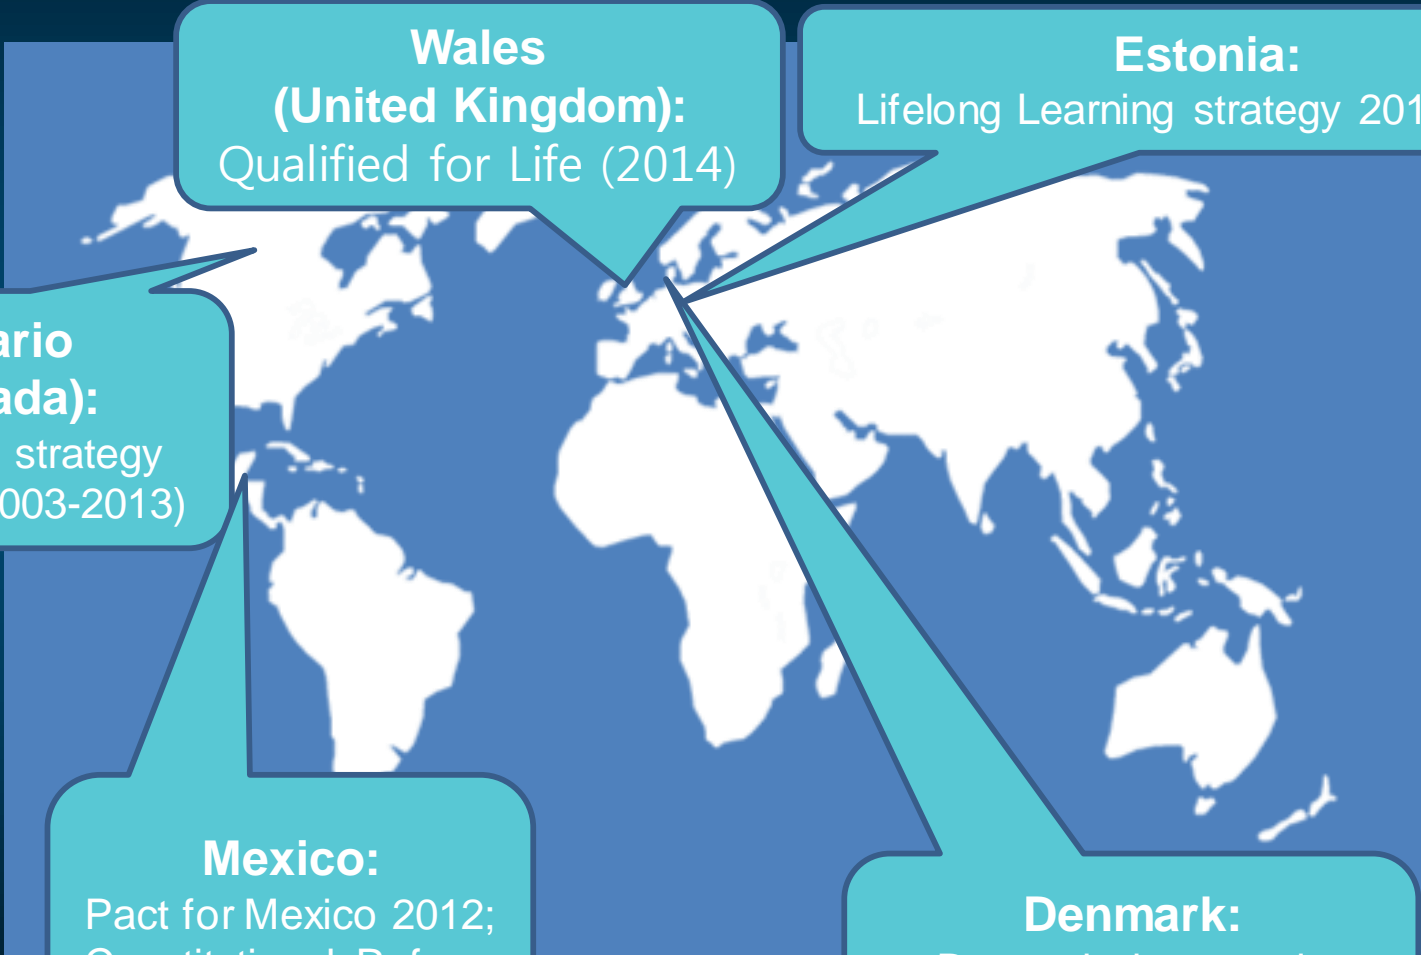 Wales
(United Kingdom):
Qualified for Life (2014)
Estonia:
Lifelong Learning strategy 201
ario
ada):
strategy
003-2013)
Mexico:
Pact for Mexico 2012;
Denmark: